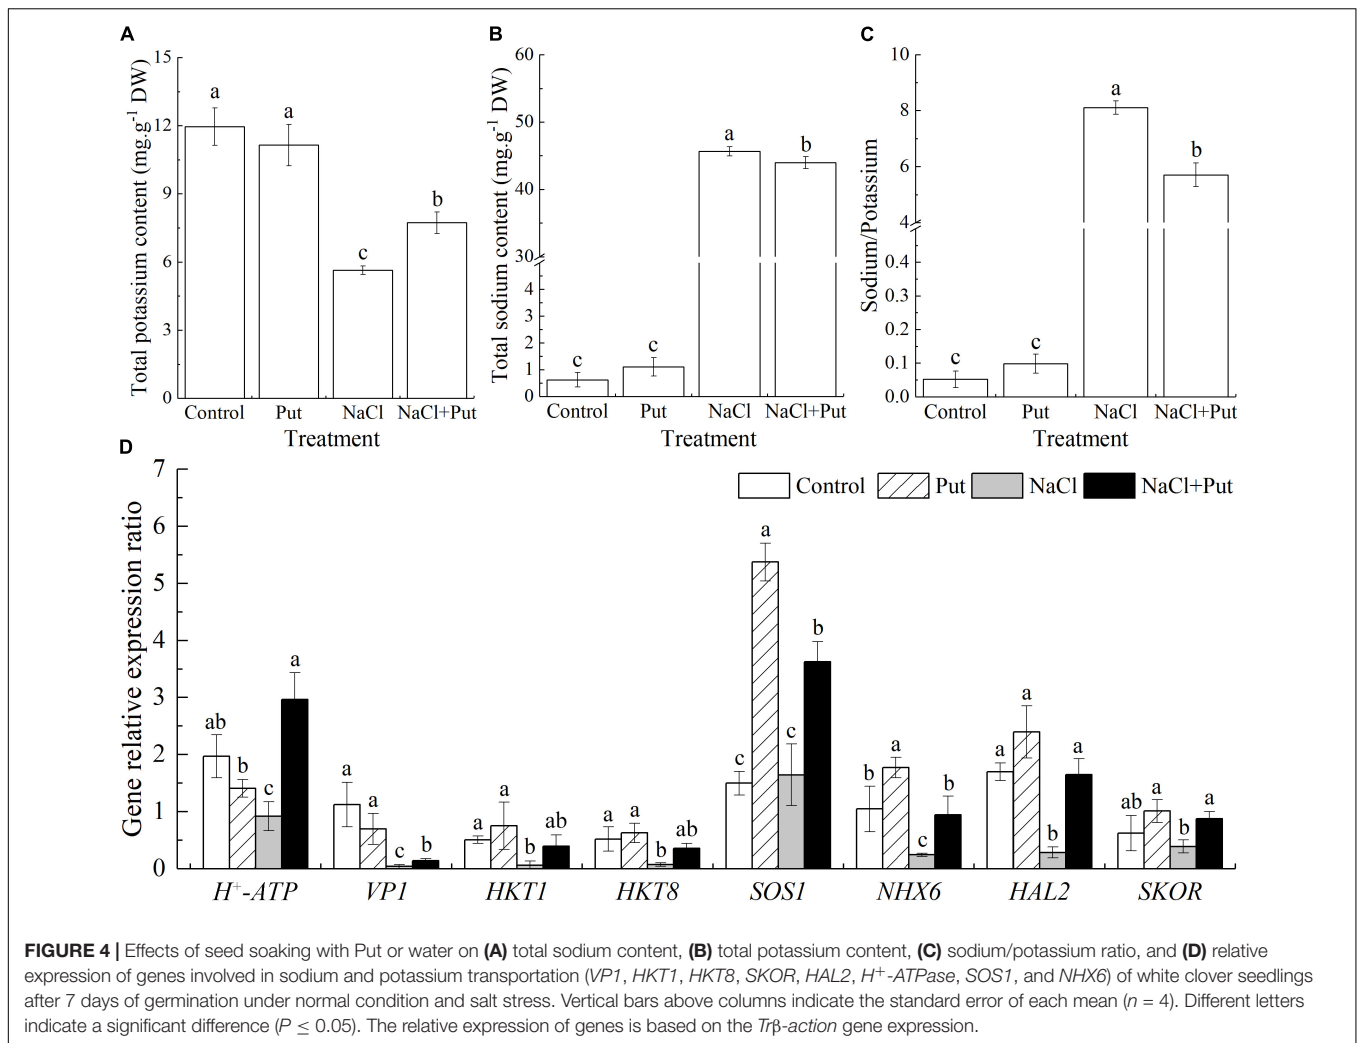 A
B
C
15
12
9
6
3
0
Total potassium content (mg.g-1 DW)
a
a
c
b
Control Put NaCl NaCl+Put
Treatment
60
50
40
30
4
3
2
1
0
Total sodium content (mg.g-1 DW)
c
c
a
b
Control Put NaCl NaCl+Put
Treatment
10
8
6
4
0.4
0.3
0.2
0.1
0.0
Sodium/Potassium
c
c
a
b
Control Put NaCl NaCl+Put
Treatment
D
7
6
5
4
3
2
1
0
Gene relative expression ratio
Control Put NaCl NaCl+Put
ab b c a
a a c b
a a b ab
a a b ab
c a c b
b a c b
a a b a
ab a b a
H+-ATP VP1 HKT1 HKT8 SOS1 NHX6 HAL2 SKOR
FIGURE 4 | Effects of seed soaking with Put or water on (A) total sodium content, (B) total potassium content, (C) sodium/potassium ratio, and (D) relative
expression of genes involved in sodium and potassium transportation (VP1, HKT1, HKT8, SKOR, HAL2, H+-ATPase, SOS1, and NHX6) of white clover seedlings
after 7 days of germination under normal condition and salt stress. Vertical bars above columns indicate the standard error of each mean (n = 4). Different letters
indicate a significant difference (P ≤ 0.05). The relative expression of genes is based on the Trβ-action gene expression.